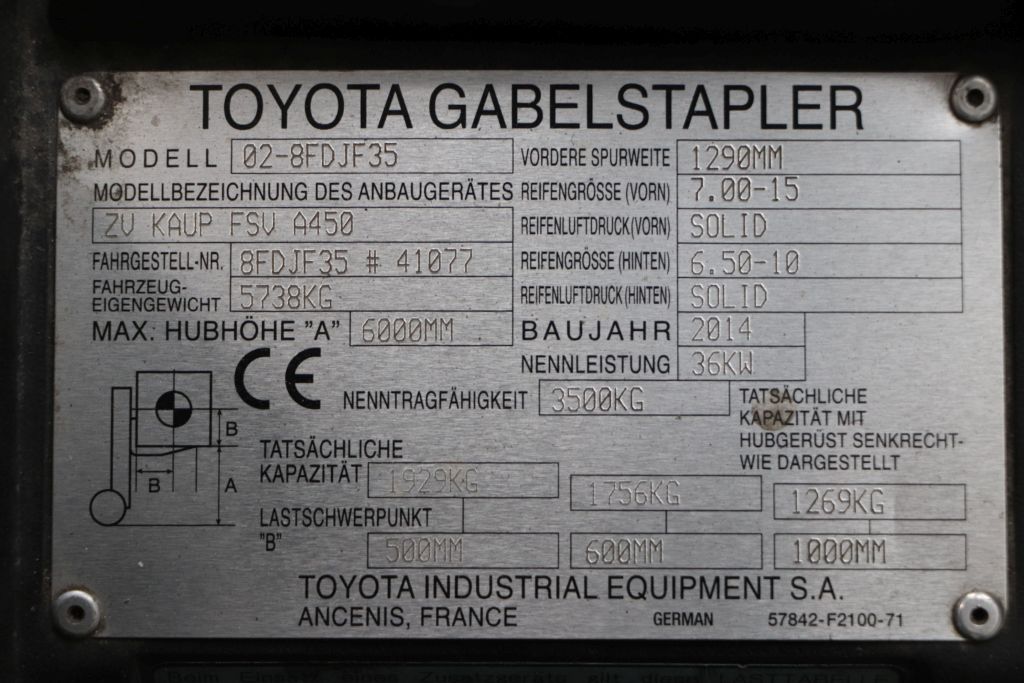 TOYOTA GABELSTAPLER
MODELL 02-8FDJF35
MODELLBEZEICHNUNG DES ANBAUGERÄTES
ZV KAUP FSV A450
FAHRGESTELL-NR. 8FDJF35 # 41077
FAHRZEUG-
EIGENGEWICHT 5738KG
MAX. HUBHÖHE "A" 6000MM
VORDERE SPURWEITE 1290MM
REIFENGRÖSSE (VORN) 7.00-15
REIFENLUFTDRUCK (VORN) SOLID
REIFENGRÖSSE (HINTEN) 6.50-10
REIFENLUFTDRUCK (HINTEN) SOLID
BAUJAHR 2014
NENNLEISTUNG 36KW
CE
NENNTRAGFÄHIGKEIT 3500KG
TATSÄCHLICHE
KAPAZITÄT MIT
HUBGERÜST SENKRECHT-
WIE DARGESTELLT
B
B
A
TATSÄCHLICHE
KAPAZITÄT 1929KG 1756KG 1269KG
LASTSCHWERPUNKT
"B" 500MM 600MM 1000MM
TOYOTA INDUSTRIAL EQUIPMENT S.A.
ANCENIS, FRANCE GERMAN 57842-F2100-71